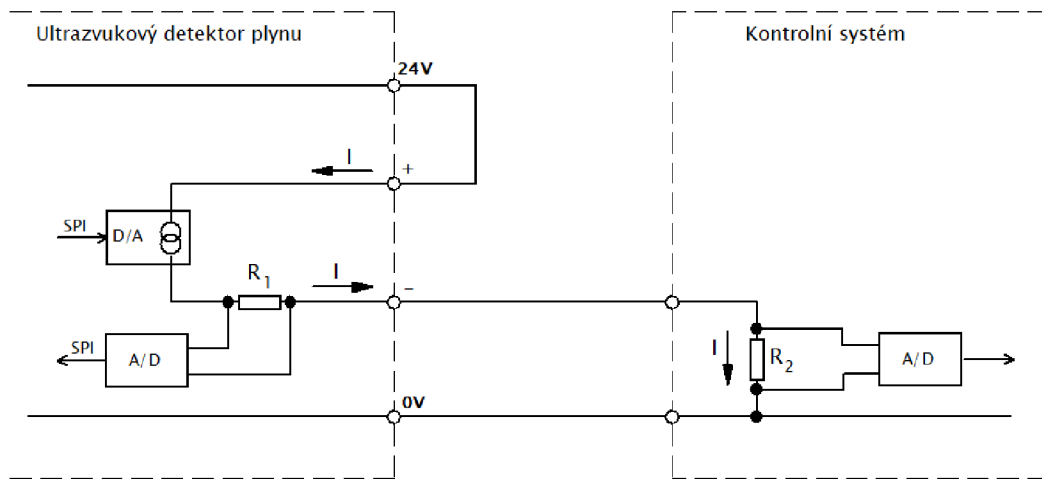 Ultrazvukový detektor plynu
Kontrolní systém
24V
I
+
SPI
D/A
R1
I
−
SPI
A/D
I
R2
A/D
0V